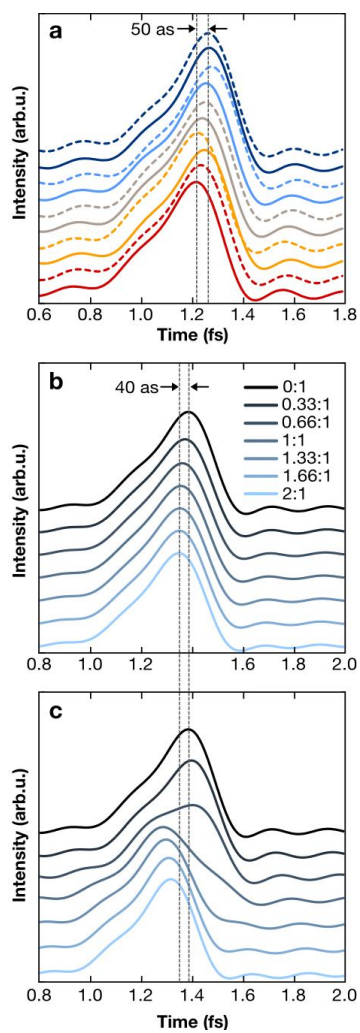 a
50 as
Intensity (arb.u.)
0.6 0.8 1.0 1.2 1.4 1.6 1.8
Time (fs)
b
40 as
0:1
0.33:1
0.66:1
1:1
1.33:1
1.66:1
2:1
Intensity (arb.u.)
0.8 1.0 1.2 1.4 1.6 1.8 2.0
c
Intensity (arb.u.)
0.8 1.0 1.2 1.4 1.6 1.8 2.0
Time (fs)